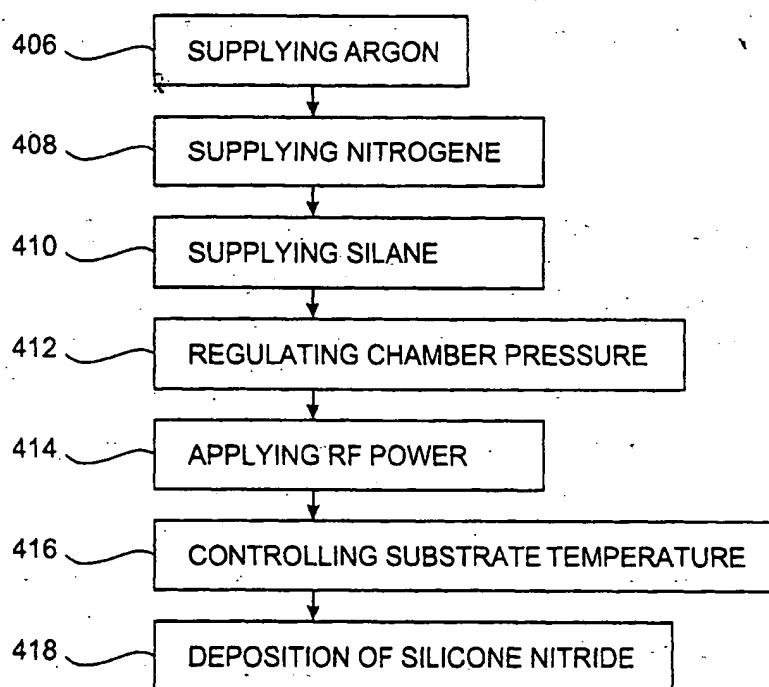 406 SUPPLYING ARGON
408 SUPPLYING NITROGENE
410 SUPPLYING SILANE
412 REGULATING CHAMBER PRESSURE
414 APPLYING RF POWER
416 CONTROLLING SUBSTRATE TEMPERATURE
418 DEPOSITION OF SILICONE NITRIDE